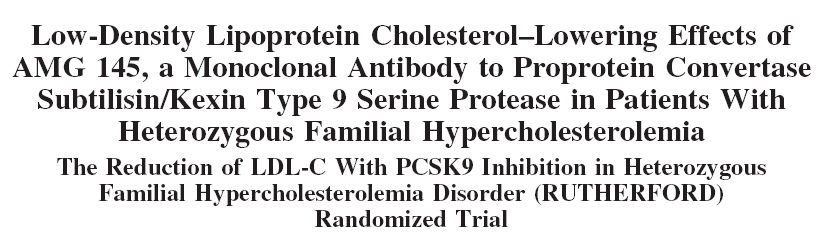 Low-Density Lipoprotein Cholesterol–Lowering Effects of
AMG 145, a Monoclonal Antibody to Proprotein Convertase
Subtilisin/Kexin Type 9 Serine Protease in Patients With
Heterozygous Familial Hypercholesterolemia
The Reduction of LDL-C With PCSK9 Inhibition in Heterozygous
Familial Hypercholesterolemia Disorder (RUTHERFORD)
Randomized Trial